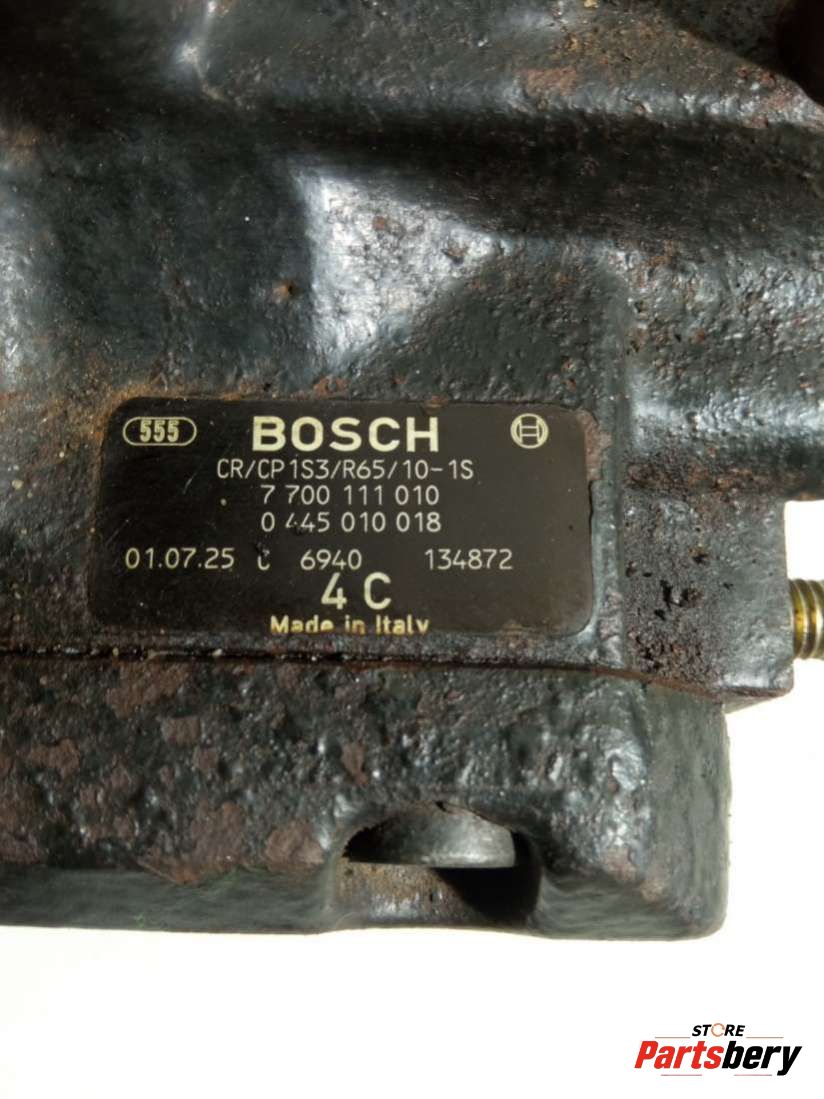 555 BOSCH
CR/CP1S3/R65/10-1S
7 700 111 010
0 445 010 018
01.07.25 6940 134872
4 C
Made in Italy
STORE
Partsbery